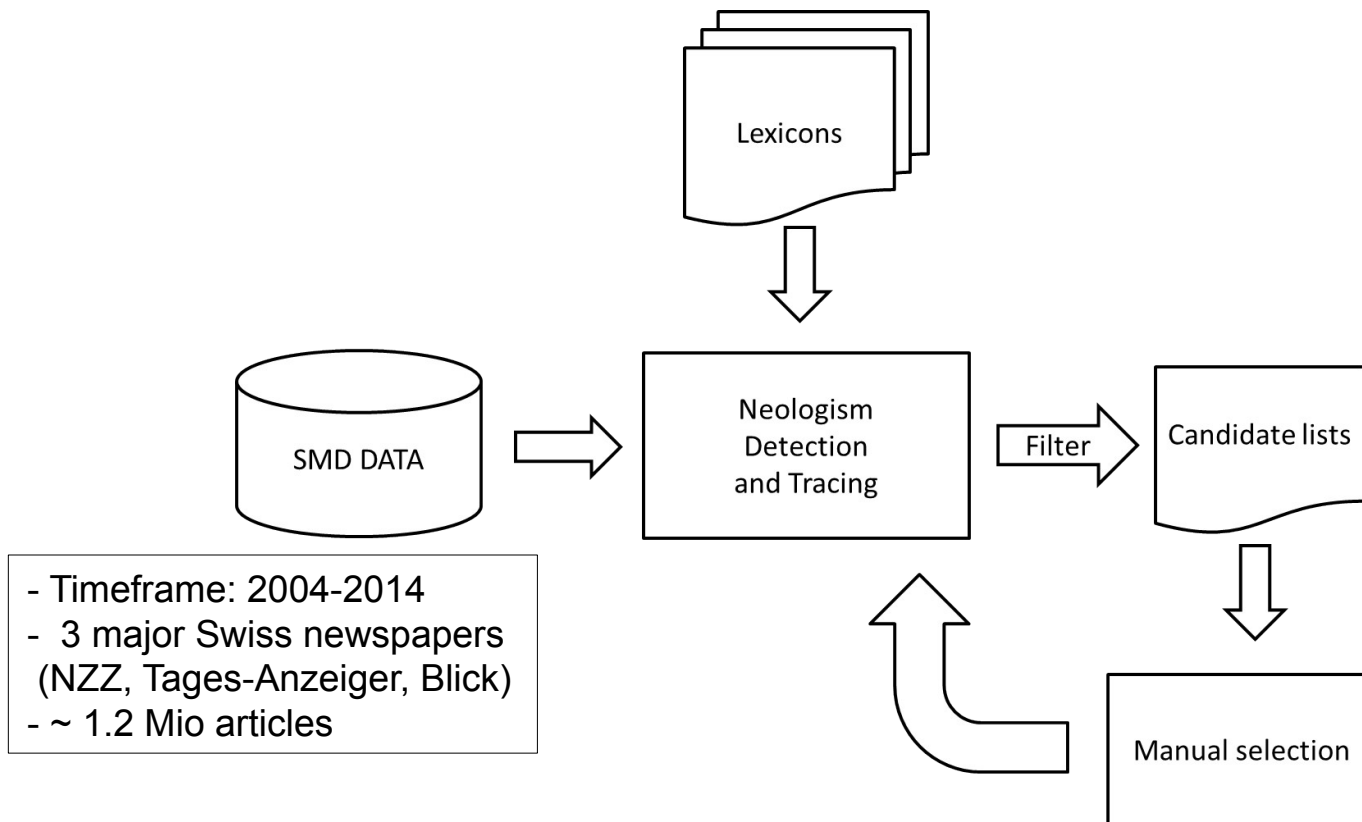 Lexicons
SMD DATA
Neologism
Detection
and Tracing
Filter
Candidate lists
- Timeframe: 2004-2014
-  3 major Swiss newspapers
(NZZ, Tages-Anzeiger, Blick)
- ~ 1.2 Mio articles
Manual selection